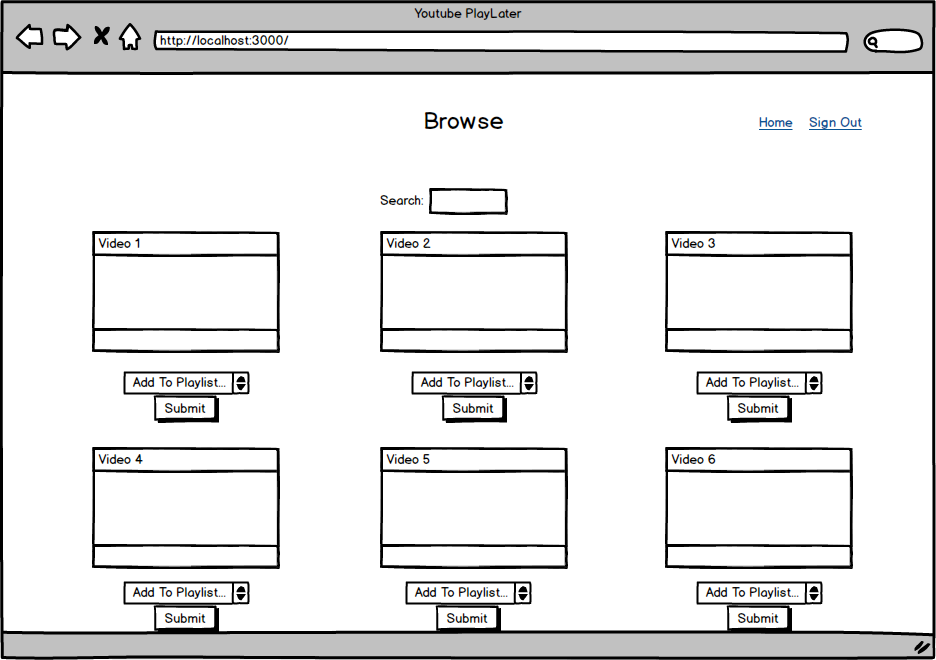 Youtube PlayLater
http://localhost:3000/
Browse
Home Sign Out
Search:
Video 1 Video 2 Video 3
Add To Playlist... Add To Playlist... Add To Playlist...
Submit Submit Submit
Video 4 Video 5 Video 6
Add To Playlist... Add To Playlist... Add To Playlist...
Submit Submit Submit